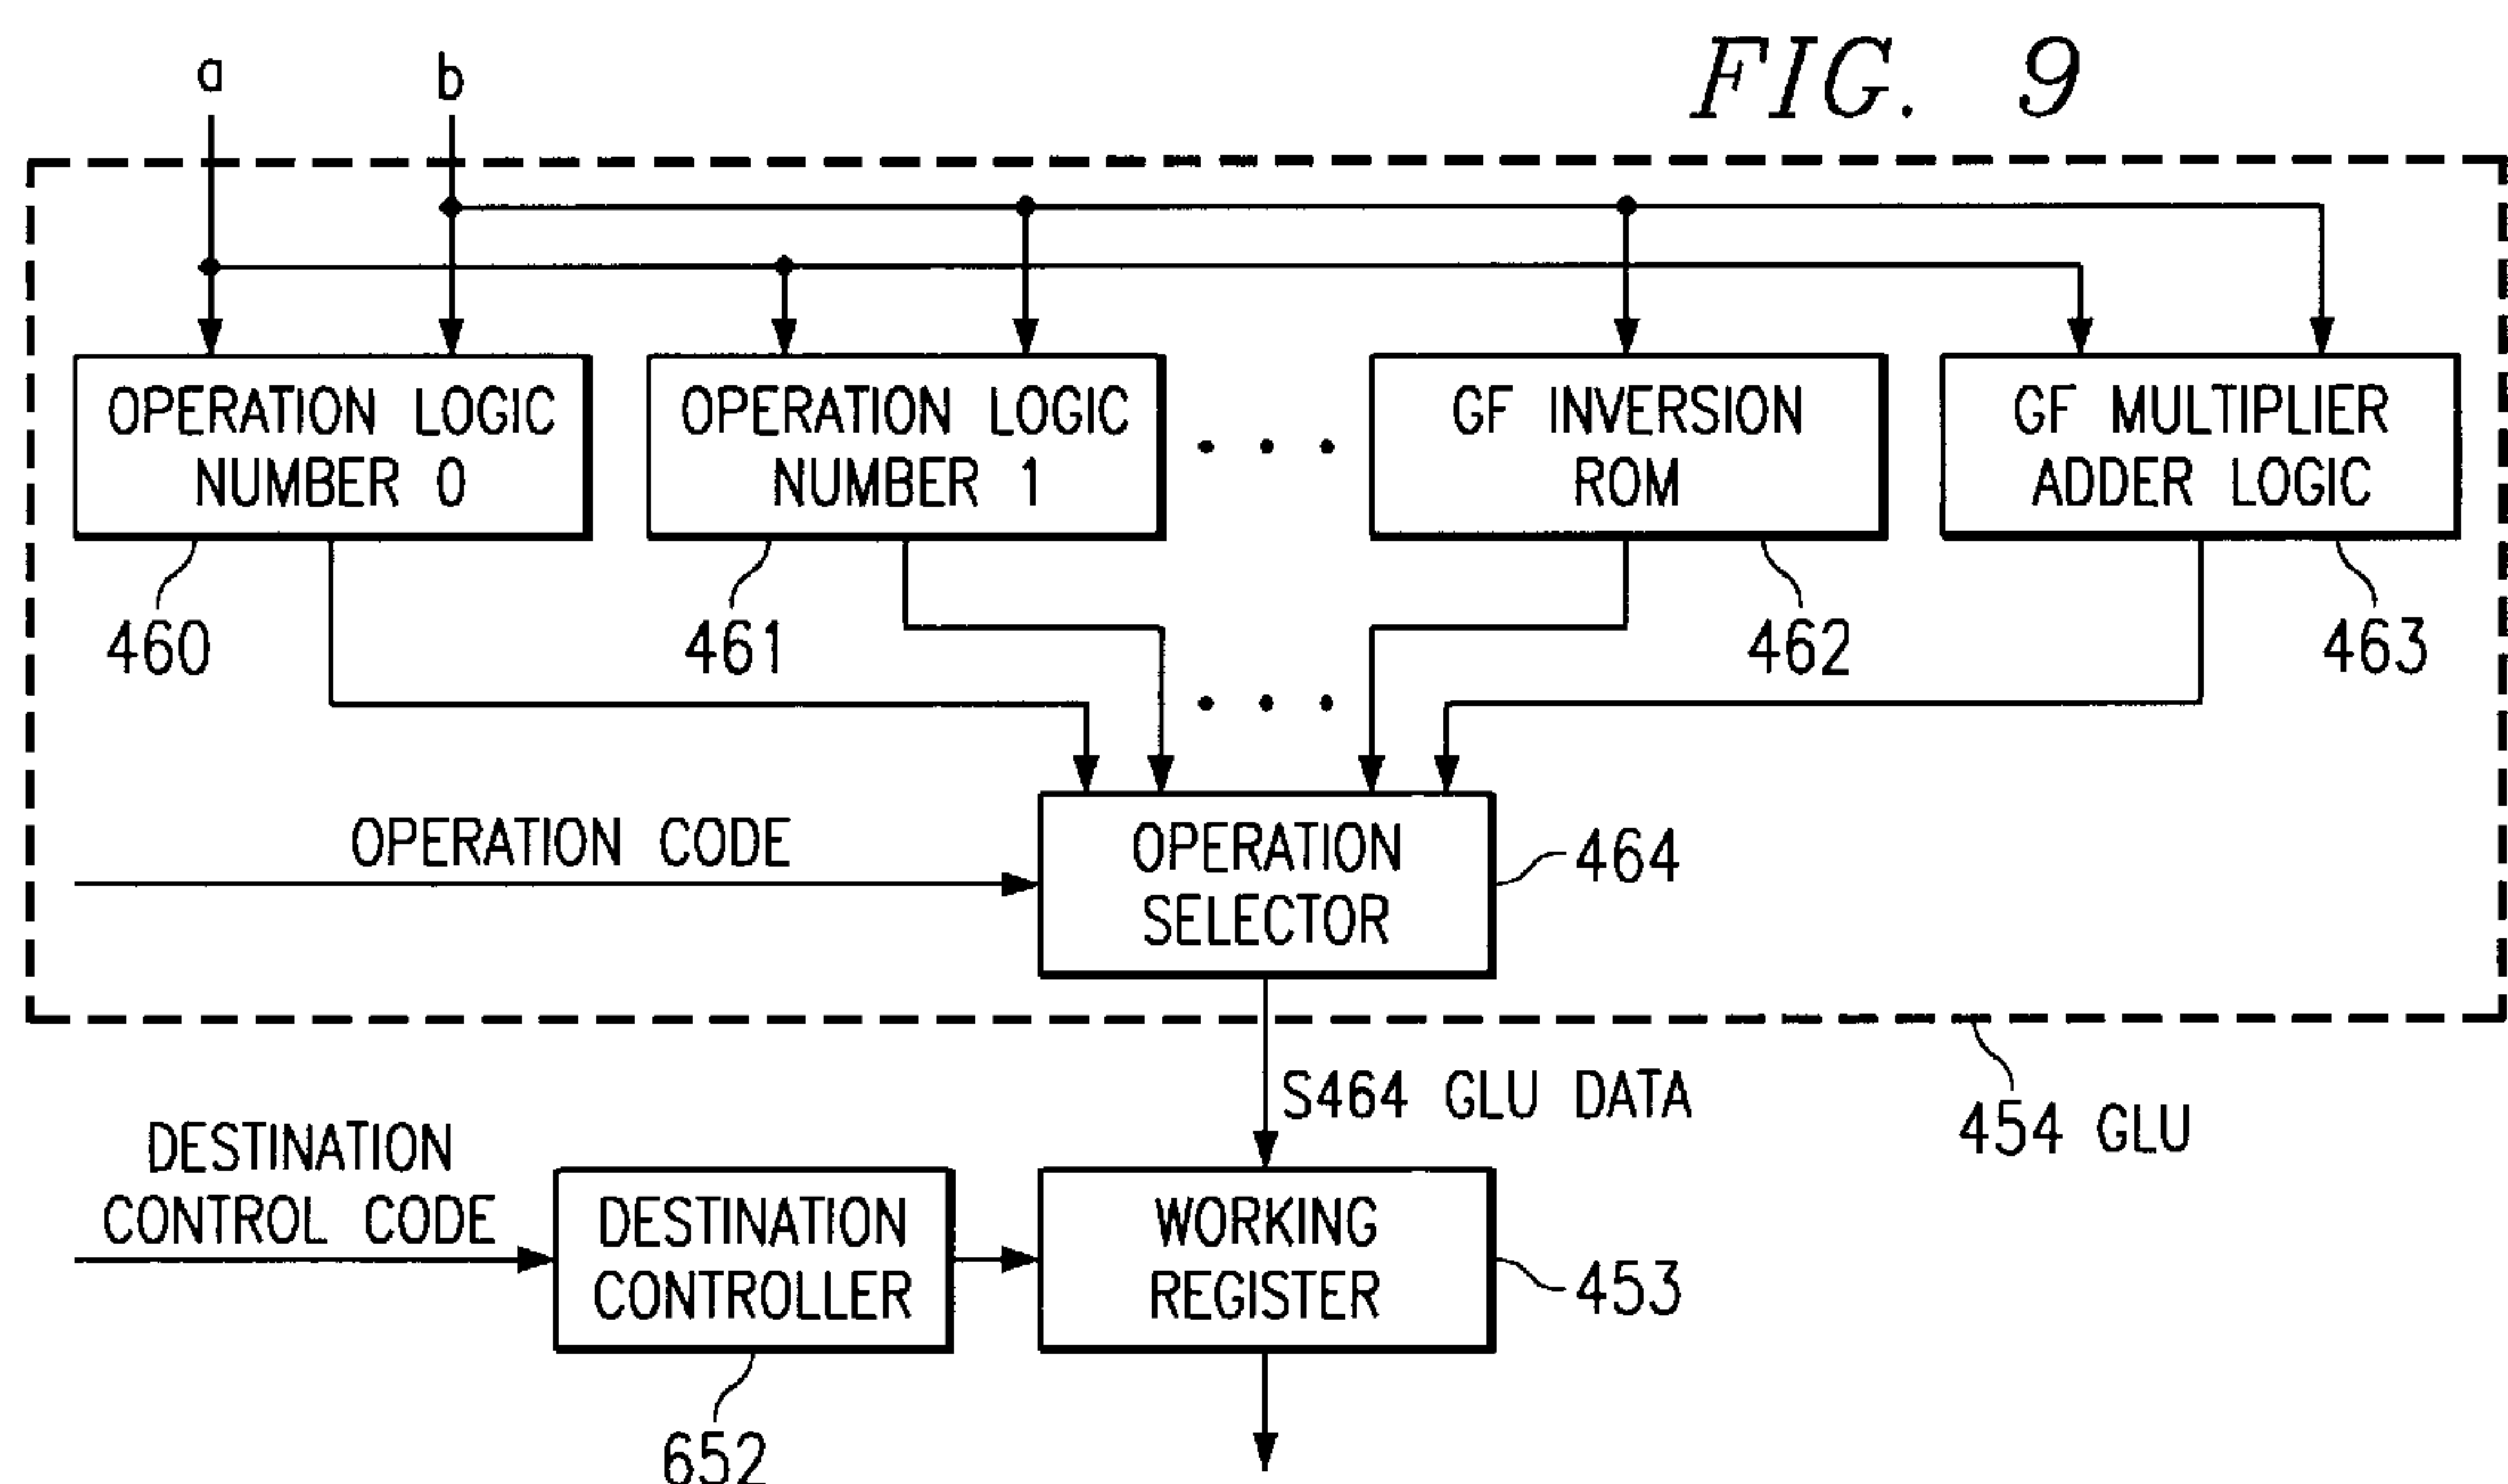 FIG. 9
a
b
OPERATION LOGIC
NUMBER 0
OPERATION LOGIC
NUMBER 1
GF INVERSION
ROM
GF MULTIPLIER
ADDER LOGIC
460
461
462
463
OPERATION CODE
OPERATION
SELECTOR
464
S464 GLU DATA
454 GLU
DESTINATION
CONTROL CODE
DESTINATION
CONTROLLER
WORKING
REGISTER
453
652